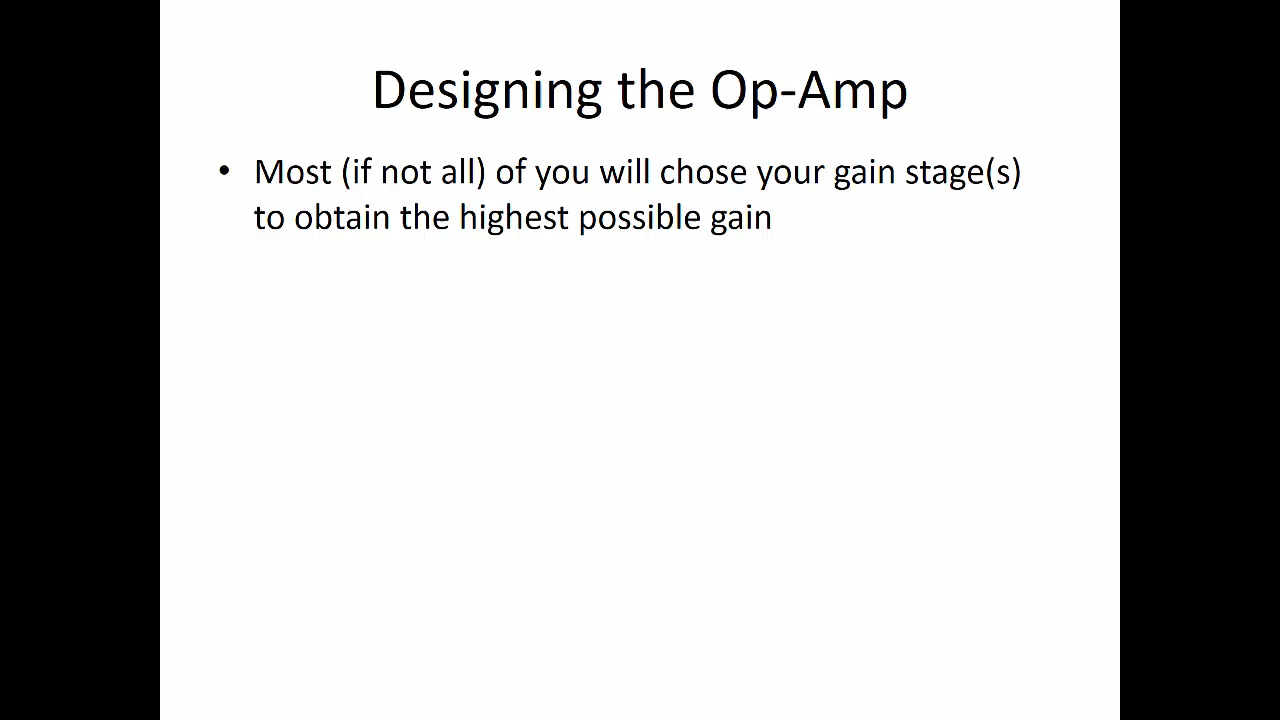 Designing the Op-Amp
• Most (if not all) of you will chose your gain stage(s)
to obtain the highest possible gain